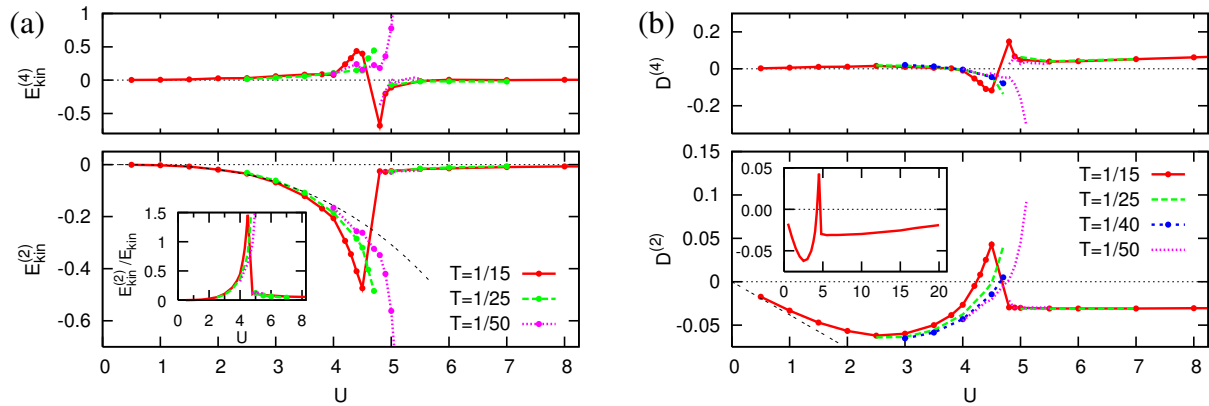 (a)
E_kin^(4)
1
0.5
0
-0.5
E_kin^(2)
0
-0.2
-0.4
-0.6
E_kin^(2)/E_kin
1.5
1
0.5
0
0 2 4 6 8
U
T=1/15
T=1/25
T=1/50
0 1 2 3 4 5 6 7 8
U
(b)
D^(4)
0.2
0
-0.2
D^(2)
0.15
0.10
0.05
0
-0.05
0.05
0.00
-0.05
0 5 10 15 20
T=1/15
T=1/25
T=1/40
T=1/50
0 1 2 3 4 5 6 7 8
U